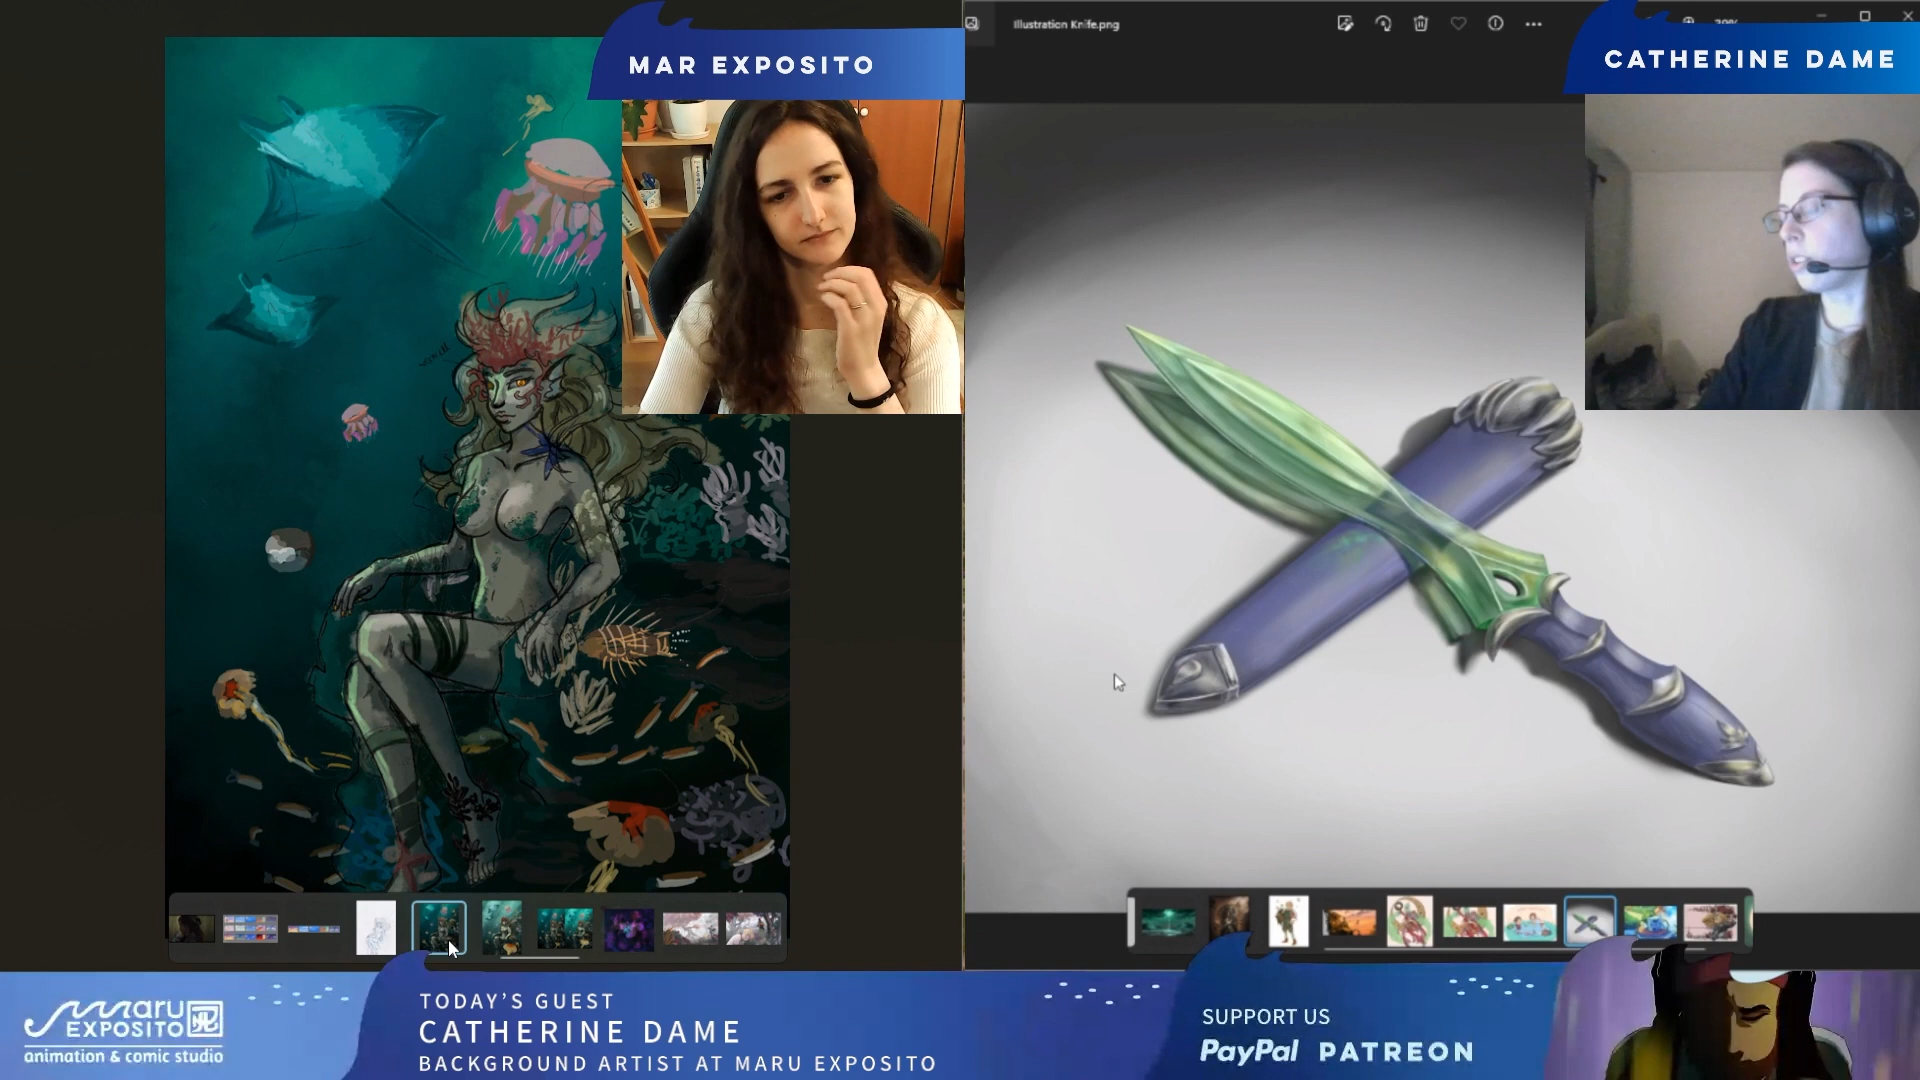 MAR EXPOSITO
Illustration Knife.png
CATHERINE DAME
maru
EXPOSITO
animation & comic studio
TODAY'S GUEST
CATHERINE DAME
BACKGROUND ARTIST AT MARU EXPOSITO
SUPPORT US
PayPal PATREON